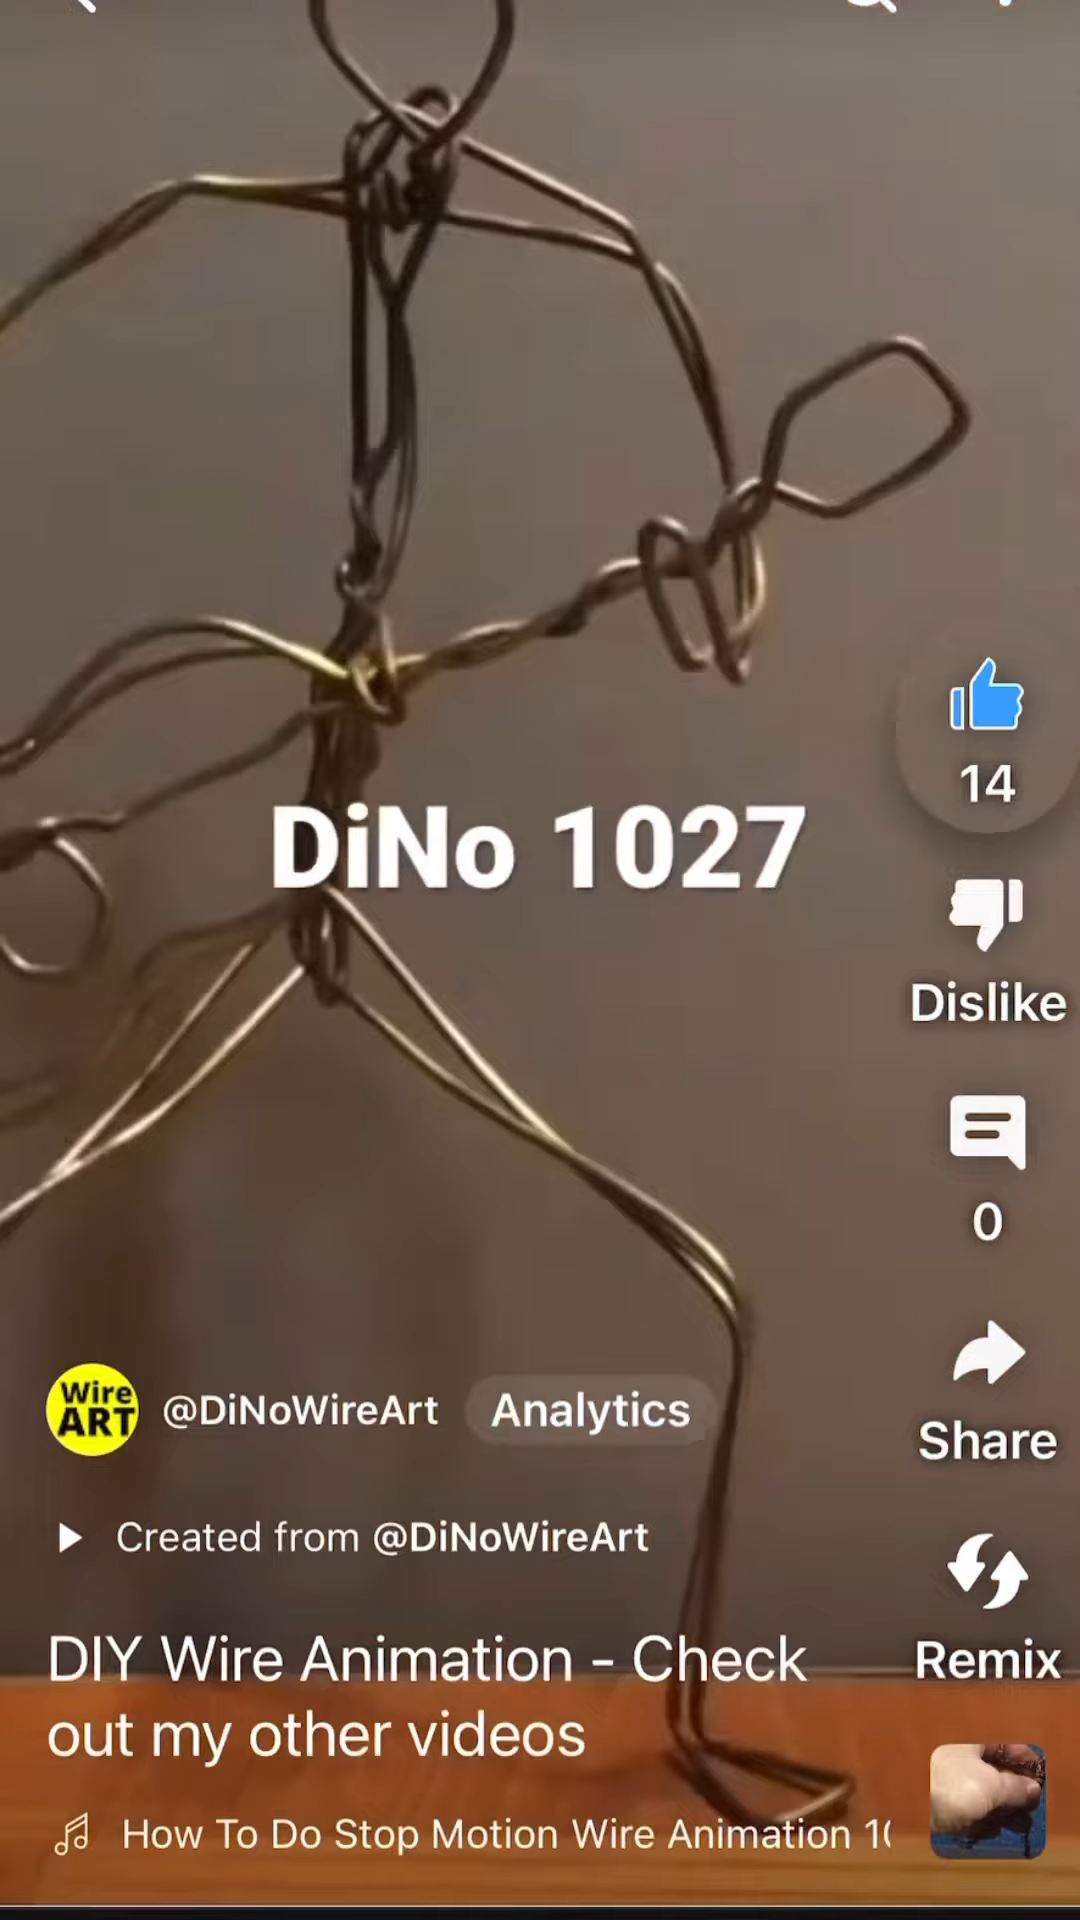 14
DiNo 1027
Dislike
0
Wire
ART
@DiNoWireArt
Analytics
Share
Created from @DiNoWireArt
DIY Wire Animation - Check
out my other videos
Remix
How To Do Stop Motion Wire Animation